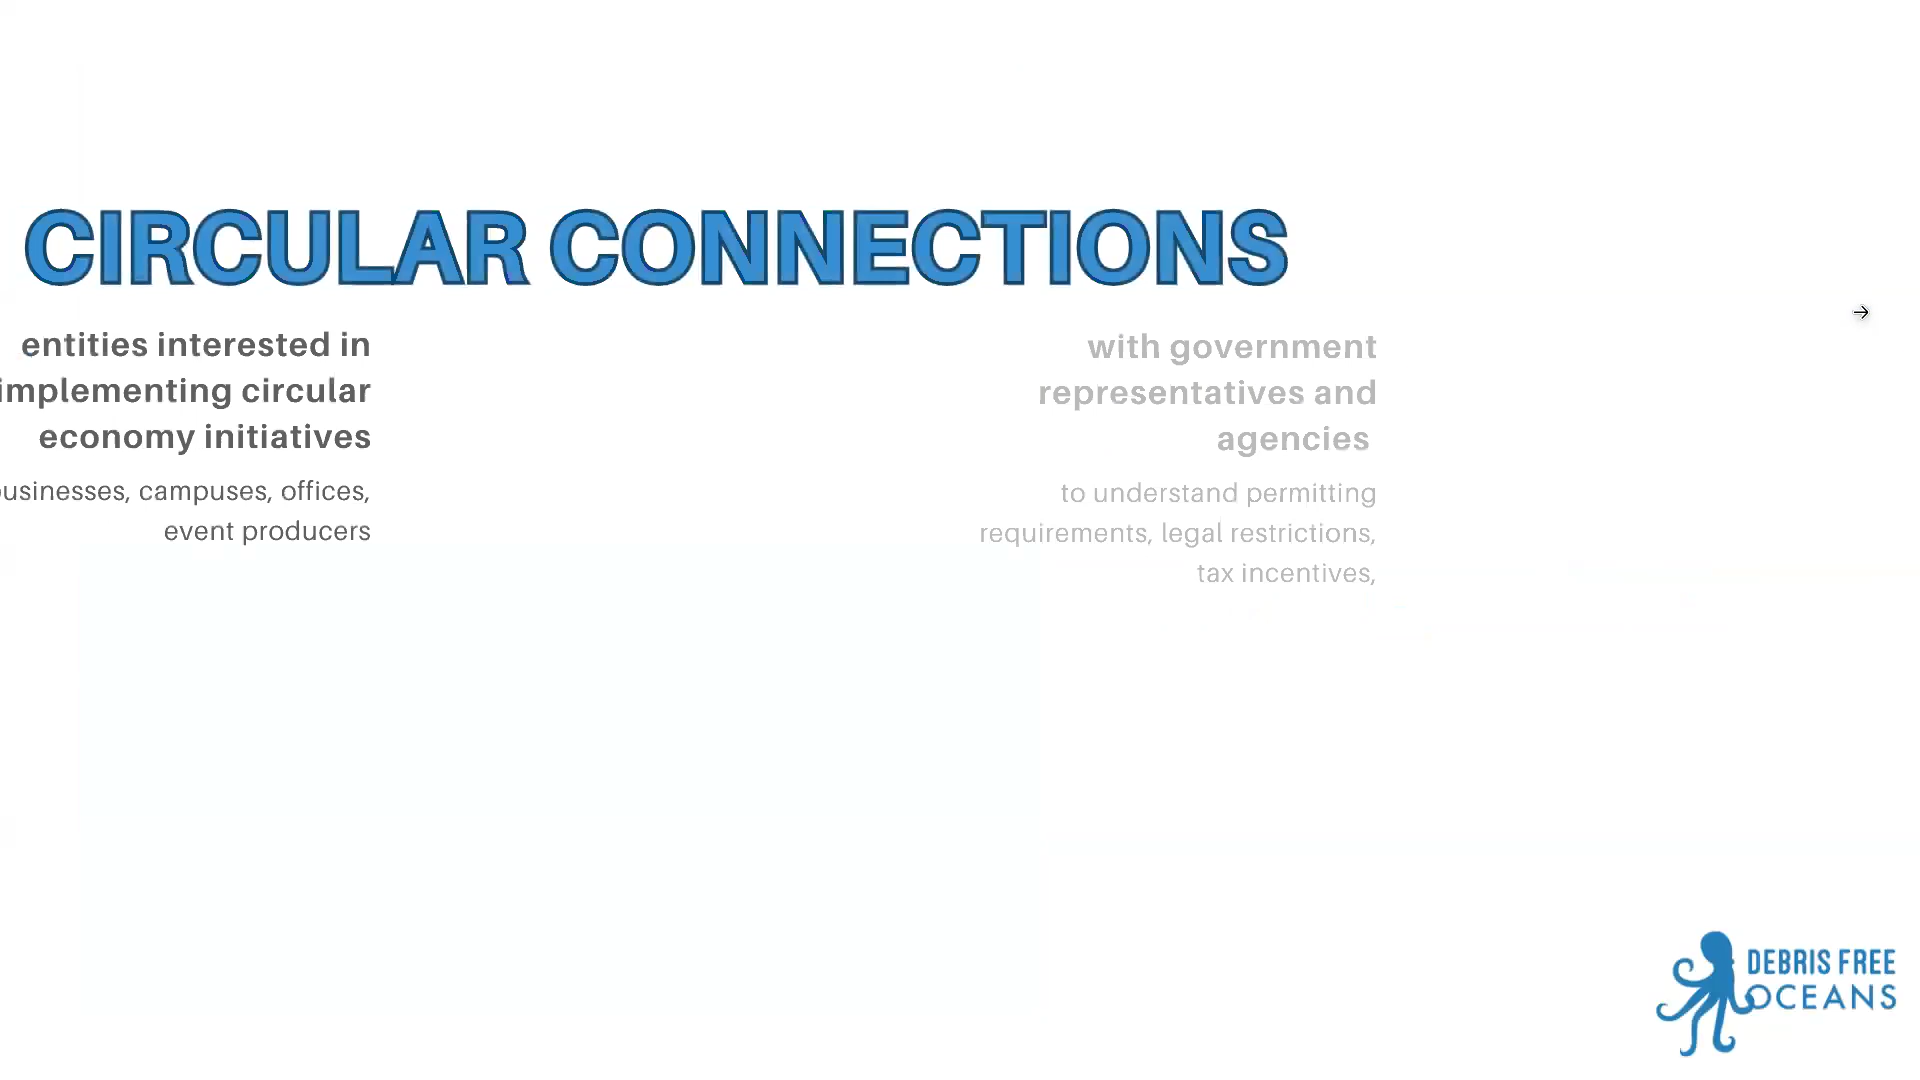 CIRCULAR CONNECTIONS
entities interested in
implementing circular
economy initiatives
businesses, campuses, offices,
event producers
with government
representatives and
agencies
to understand permitting
requirements, legal restrictions,
tax incentives,
DEBRIS FREE
OCEANS